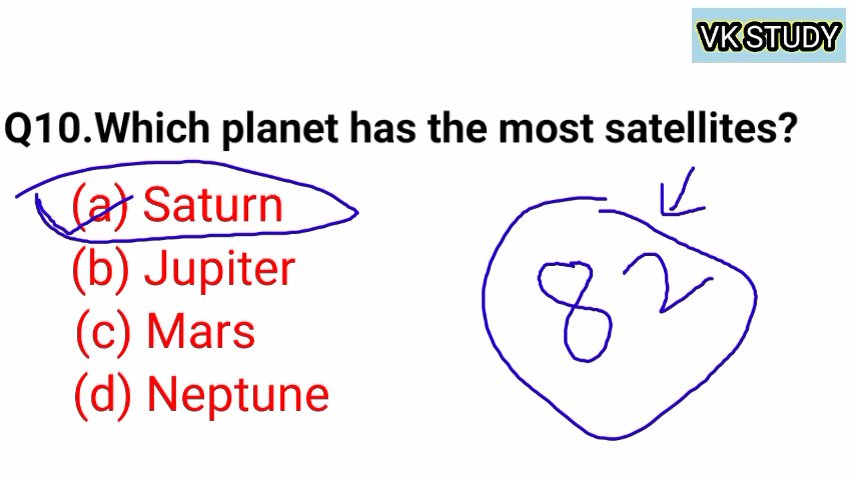 VK STUDY
Q10.Which planet has the most satellites?
(a) Saturn
(b) Jupiter
(c) Mars
(d) Neptune
82